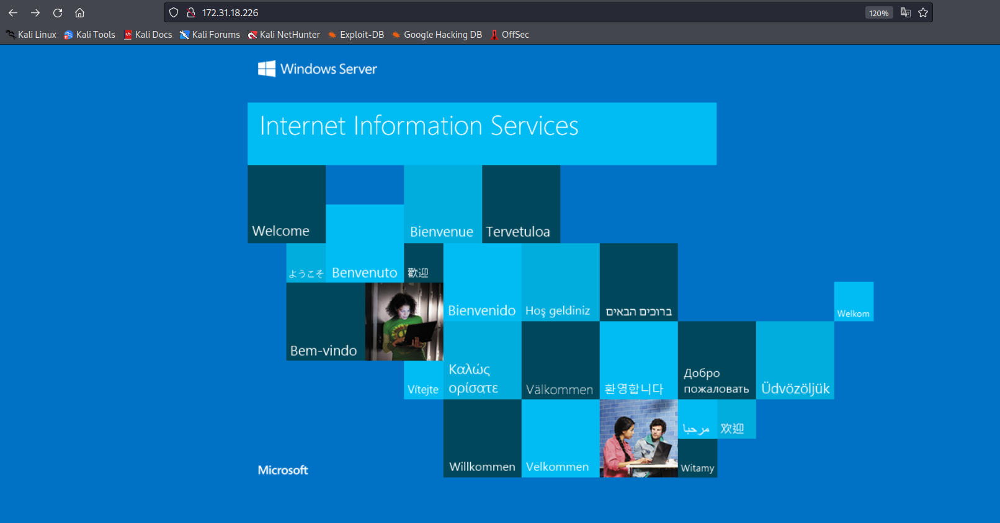 172.31.18.226
120%
Kali Linux
Kali Tools
Kali Docs
Kali Forums
Kali NetHunter
Exploit-DB
Google Hacking DB
OffSec
Windows Server
Internet Information Services
Welcome
Bienvenue
Tervetuloa
ようこそ
Benvenuto
歡迎
Bienvenido
Hoş geldiniz
ברוכים הבאים
Welkom
Bem-vindo
Vítejte
Καλώς
ορίσατε
Välkommen
환영합니다
Добро
пожаловать
Üdvözöljük
Microsoft
Willkommen
Velkommen
مرحبا
欢迎
Witamy